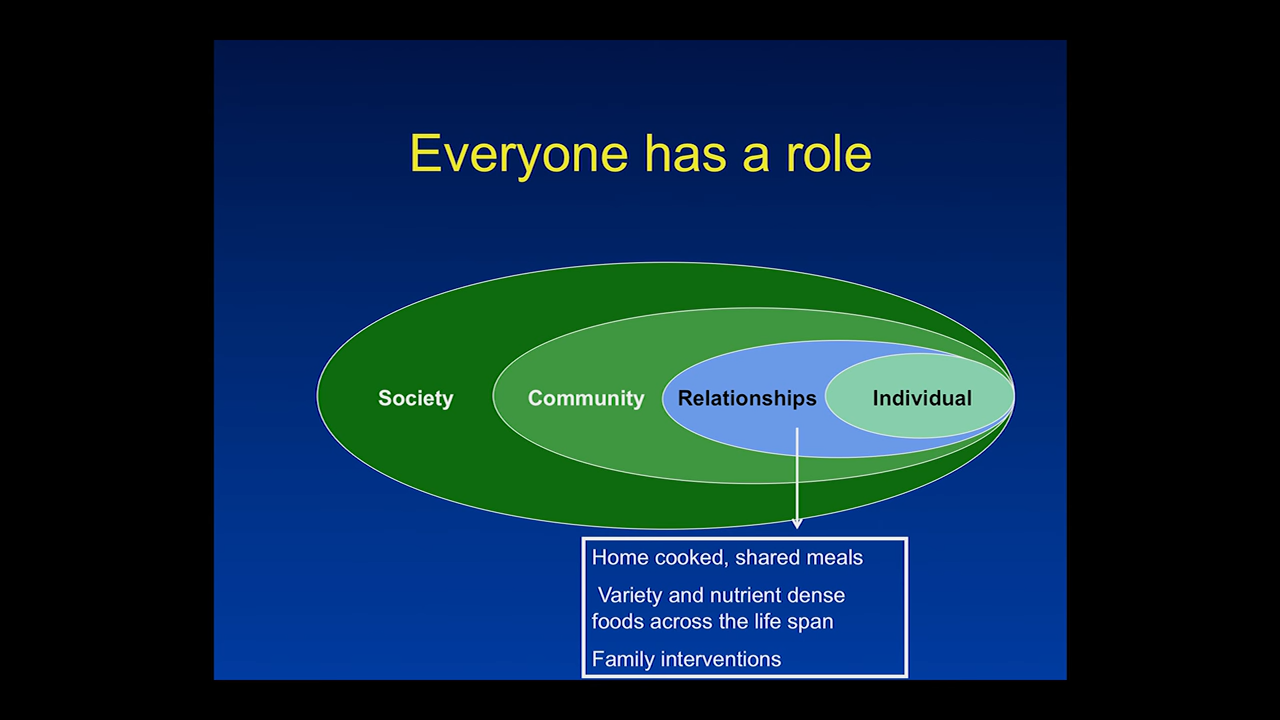 Everyone has a role
Society
Community
Relationships
Individual
Home cooked, shared meals
Variety and nutrient dense
foods across the life span
Family interventions